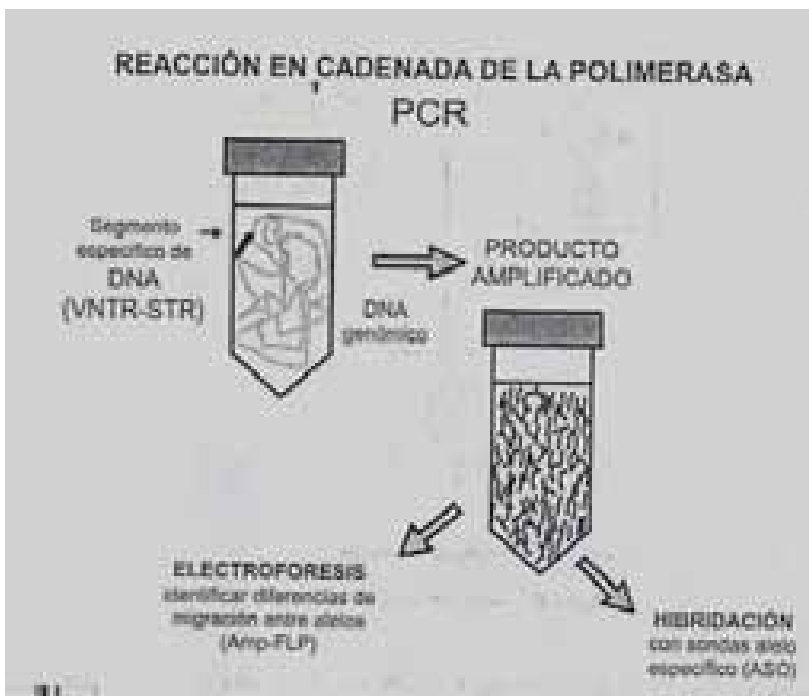 REACCIÓN EN CADENADA DE LA POLIMERASA
PCR
Segmento
específico de
DNA
(VNTR-STR)
DNA
genómico
PRODUCTO
AMPLIFICADO
ELECTROFORESIS
identificar diferencias de
migración entre alelos
(Amp-FLP)
HIBRIDACIÓN
con sondas alelo
específico (ASO)